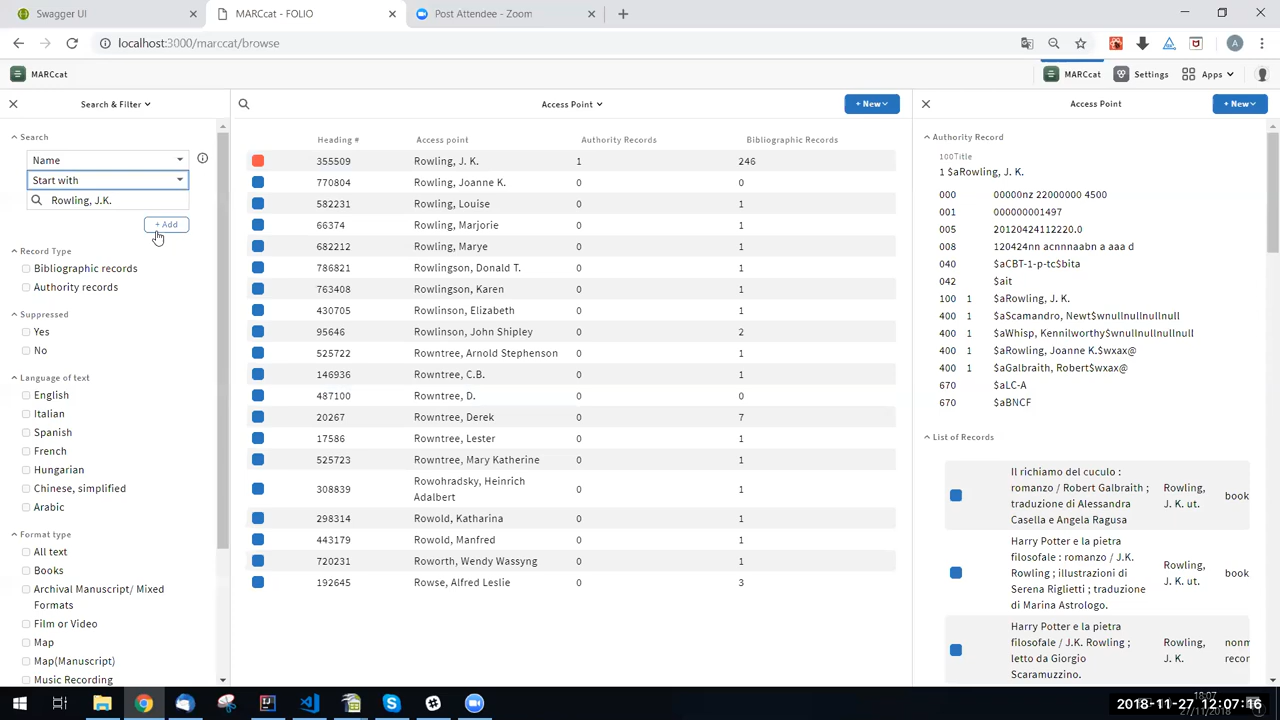 Swagger UI
MARCcat - FOLIO
Post Attendee - Zoom
localhost:3000/marccat/browse
A
MARCcat
MARCcat
Settings
Apps
Search & Filter
Access Point
+ New
Access Point
+ New
Search
Name
Start with
Rowling, J.K.
+ Add
Record Type
Bibliographic records
Authority records
Suppressed
Yes
No
Language of text
English
Italian
Spanish
French
Hungarian
Chinese, simplified
Arabic
Format type
All text
Books
Archival Manuscript/ Mixed
Formats
Film or Video
Map
Map(Manuscript)
Music Recording
Heading # Access point Authority Records Bibliographic Records
355509 Rowling, J. K. 1 246
770804 Rowling, Joanne K. 0 0
582231 Rowling, Louise 0 1
66374 Rowling, Marjorie 0 1
682212 Rowling, Marye 0 1
786821 Rowlingson, Donald T. 0 1
763408 Rowlingson, Karen 0 1
430705 Rowlinson, Elizabeth 0 1
95646 Rowlinson, John Shipley 0 2
525722 Rowntree, Arnold Stephenson 0 1
146936 Rowntree, C.B. 0 1
487100 Rowntree, D. 0 0
20267 Rowntree, Derek 0 7
17586 Rowntree, Lester 0 1
525723 Rowntree, Mary Katherine 0 1
308839 Rowohradsky, Heinrich Adalbert 0 1
298314 Rowold, Katharina 0 1
443179 Rowold, Manfred 0 1
720231 Roworth, Wendy Wassyng 0 1
192645 Rowse, Alfred Leslie 0 3
Authority Record
100Title
1 $aRowling, J. K.
000 00000nz 22000000 4500
001 000000001497
005 20120424112220.0
008 120424nn acnnnaabn a aaa d
040 $aCBT-1-p-tc$bita
042 $ait
100 1 $aRowling, J. K.
400 1 $aScamandro, Newt$wnullnullnullnull
400 1 $aWhisp, Kennilworthy$wnullnullnullnull
400 1 $aRowling, Joanne K.$wxax@
400 1 $aGalbraith, Robert$wxax@
670 $aLC-A
670 $aBNCF
List of Records
Il richiamo del cuculo :
romanzo / Robert Galbraith ;
traduzione di Alessandra
Casella e Angela Ragusa
Rowling,
J. K. ut.
book
Harry Potter e la pietra
filosofale : romanzo / J.K.
Rowling ; illustrazioni di
Serena Riglietti ; traduzione
di Marina Astrologo.
Rowling,
J. K. ut.
book
Harry Potter e la pietra
filosofale / J.K. Rowling ;
letto da Giorgio
Scaramuzzino.
Rowling,
J. K.
nonm
recor
18:07
27/11/2018
2018-11-27 12:07:16